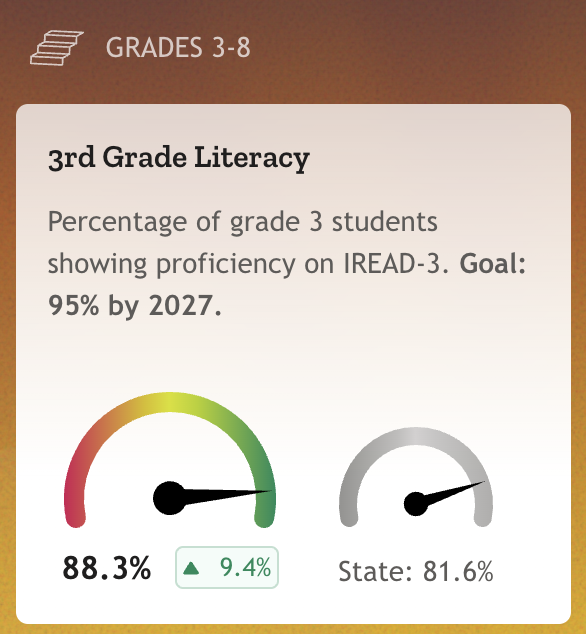 GRADES 3-8
3rd Grade Literacy
Percentage of grade 3 students
showing proficiency on IREAD-3. Goal:
95% by 2027.
88.3% ▲ 9.4% State: 81.6%